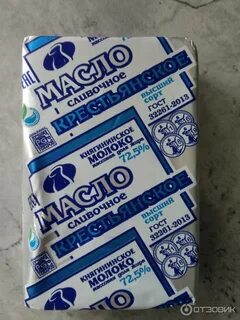 МАСЛО
СЛИВОЧНОЕ
КРЕСТЬЯНСКОЕ
ВЫСШИЙ
СОРТ
ГОСТ
32261-2013
КНЯГИНИНСКОЕ
МОЛОКО
72,5%
МАСЛО
СЛИВОЧНОЕ
КРЕСТЬЯНСКОЕ
ВЫСШИЙ
СОРТ
ГОСТ
32261-2013
КНЯГИНИНСКОЕ
МОЛОКО
72,5%
МАСЛО
ОТЗОВИК